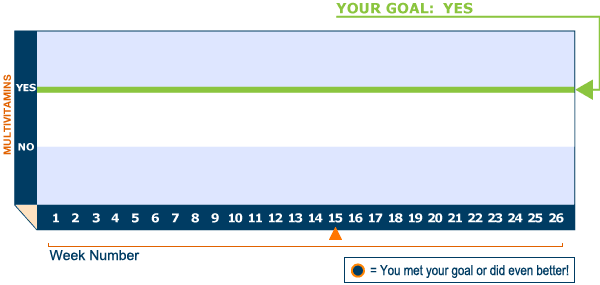 YOUR GOAL: YES
MULTIVITAMINS
YES
NO
1 2 3 4 5 6 7 8 9 10 11 12 13 14 15 16 17 18 19 20 21 22 23 24 25 26
Week Number
= You met your goal or did even better!